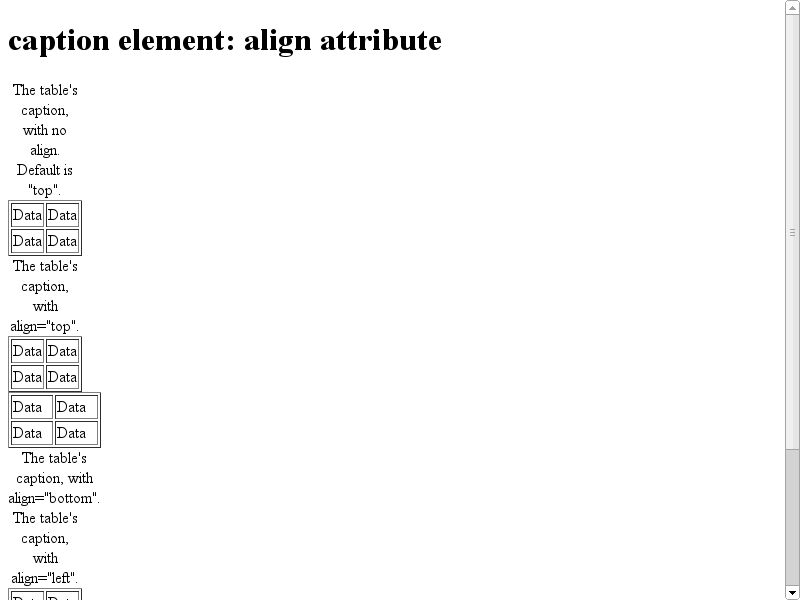 caption element: align attribute
The table's
caption,
with no
align.
Default is
"top".
Data Data
Data Data
The table's
caption,
with
align="top".
Data Data
Data Data
Data Data
Data Data
The table's
caption, with
align="bottom".
The table's
caption,
with
align="left".
Data Data